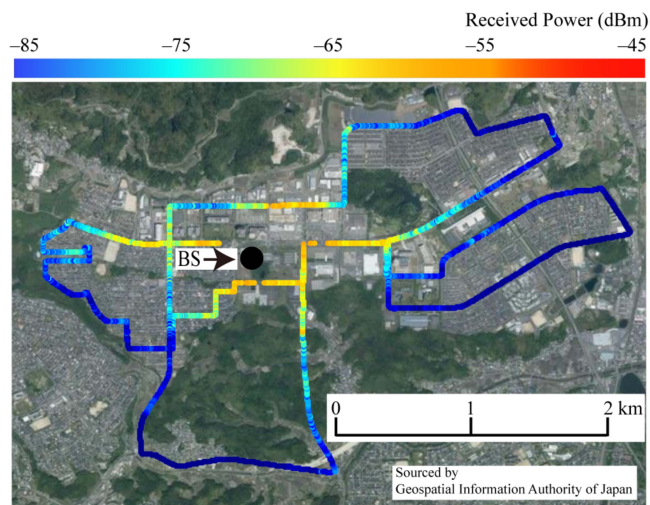 Received Power (dBm)
–85 –75 –65 –55 –45
BS
0 1 2 km
Sourced by
Geospatial Information Authority of Japan